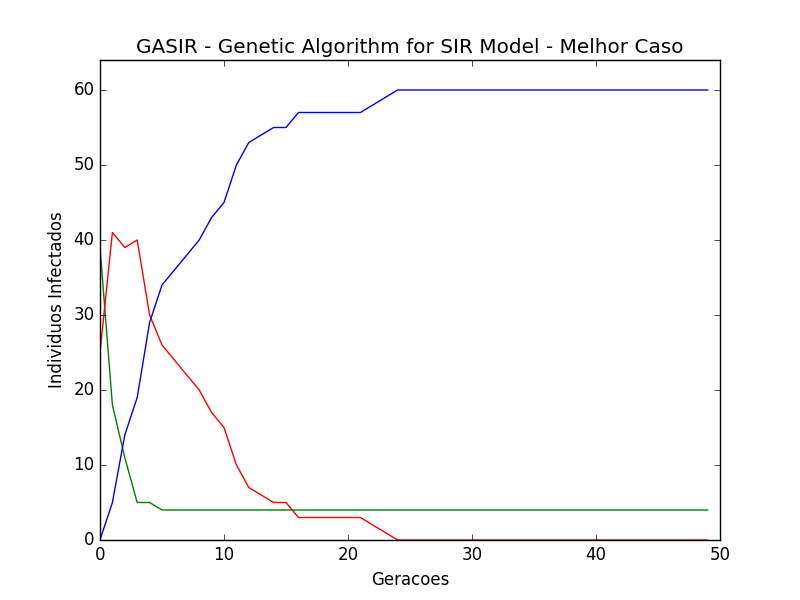 GASIR - Genetic Algorithm for SIR Model - Melhor Caso
60
50
40
30
20
10
0
Individuos Infectados
0 10 20 30 40 50
Geracoes